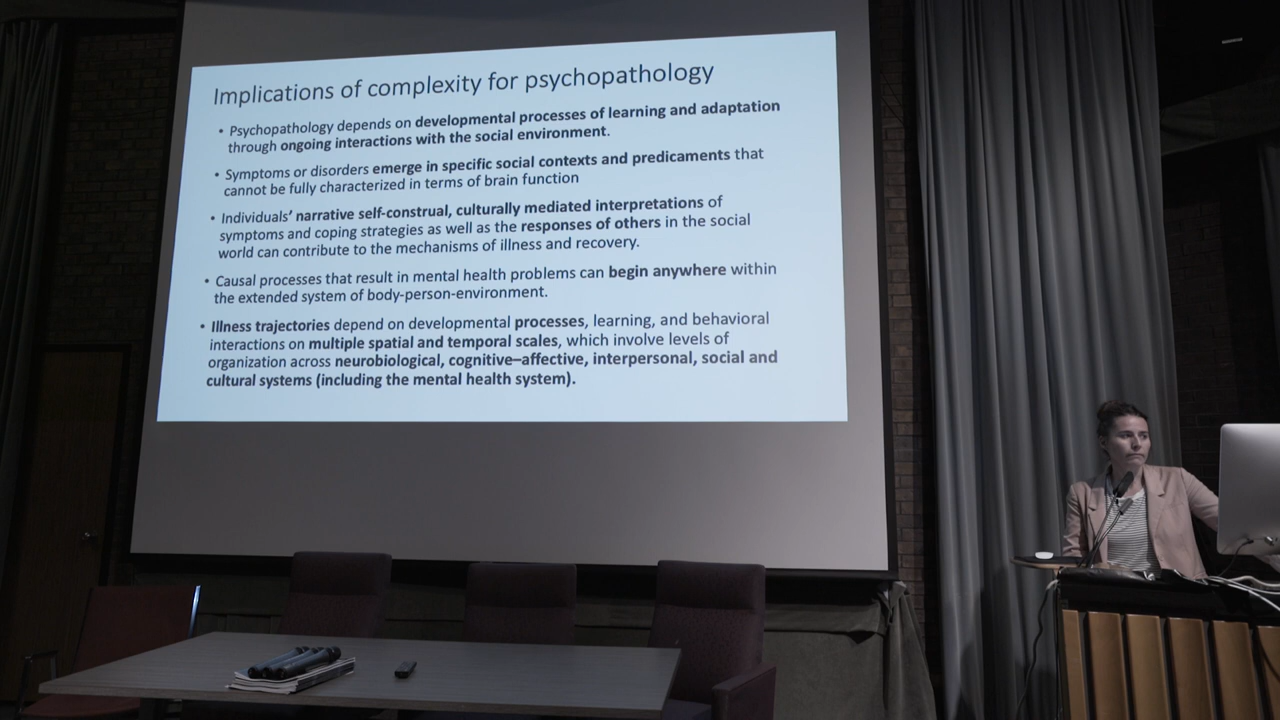 Implications of complexity for psychopathology
• Psychopathology depends on developmental processes of learning and adaptation
through ongoing interactions with the social environment.
• Symptoms or disorders emerge in specific social contexts and predicaments that
cannot be fully characterized in terms of brain function
• Individuals’ narrative self-construal, culturally mediated interpretations of
symptoms and coping strategies as well as the responses of others in the social
world can contribute to the mechanisms of illness and recovery.
• Causal processes that result in mental health problems can begin anywhere within
the extended system of body-person-environment.
• Illness trajectories depend on developmental processes, learning, and behavioral
interactions on multiple spatial and temporal scales, which involve levels of
organization across neurobiological, cognitive–affective, interpersonal, social and
cultural systems (including the mental health system).